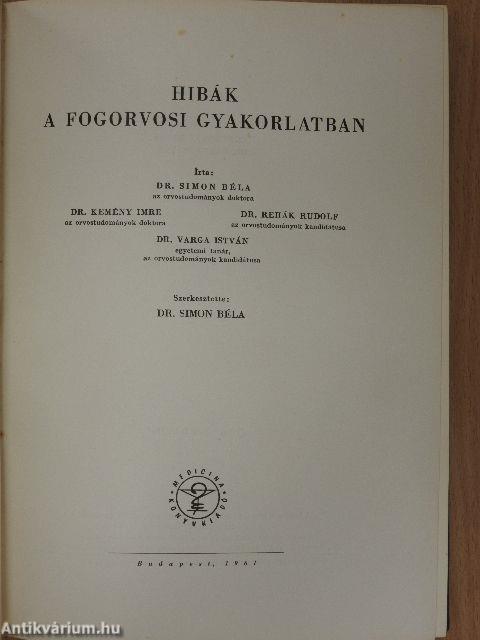 HIBÁK
A FOGORVOSI GYAKORLATBAN
Írta:
DR. SIMON BÉLA
az orvostudományok doktora
DR. KEMÉNY IMRE DR. REHÁK RUDOLF
az orvostudományok doktora az orvostudományok kandidátusa
DR. VARGA ISTVÁN
egyetemi tanár,
az orvostudományok kandidátusa
Szerkesztette:
DR. SIMON BÉLA
MEDICINA
KÖNYVKIADÓ
Budapest, 1961
Antikvárium.hu